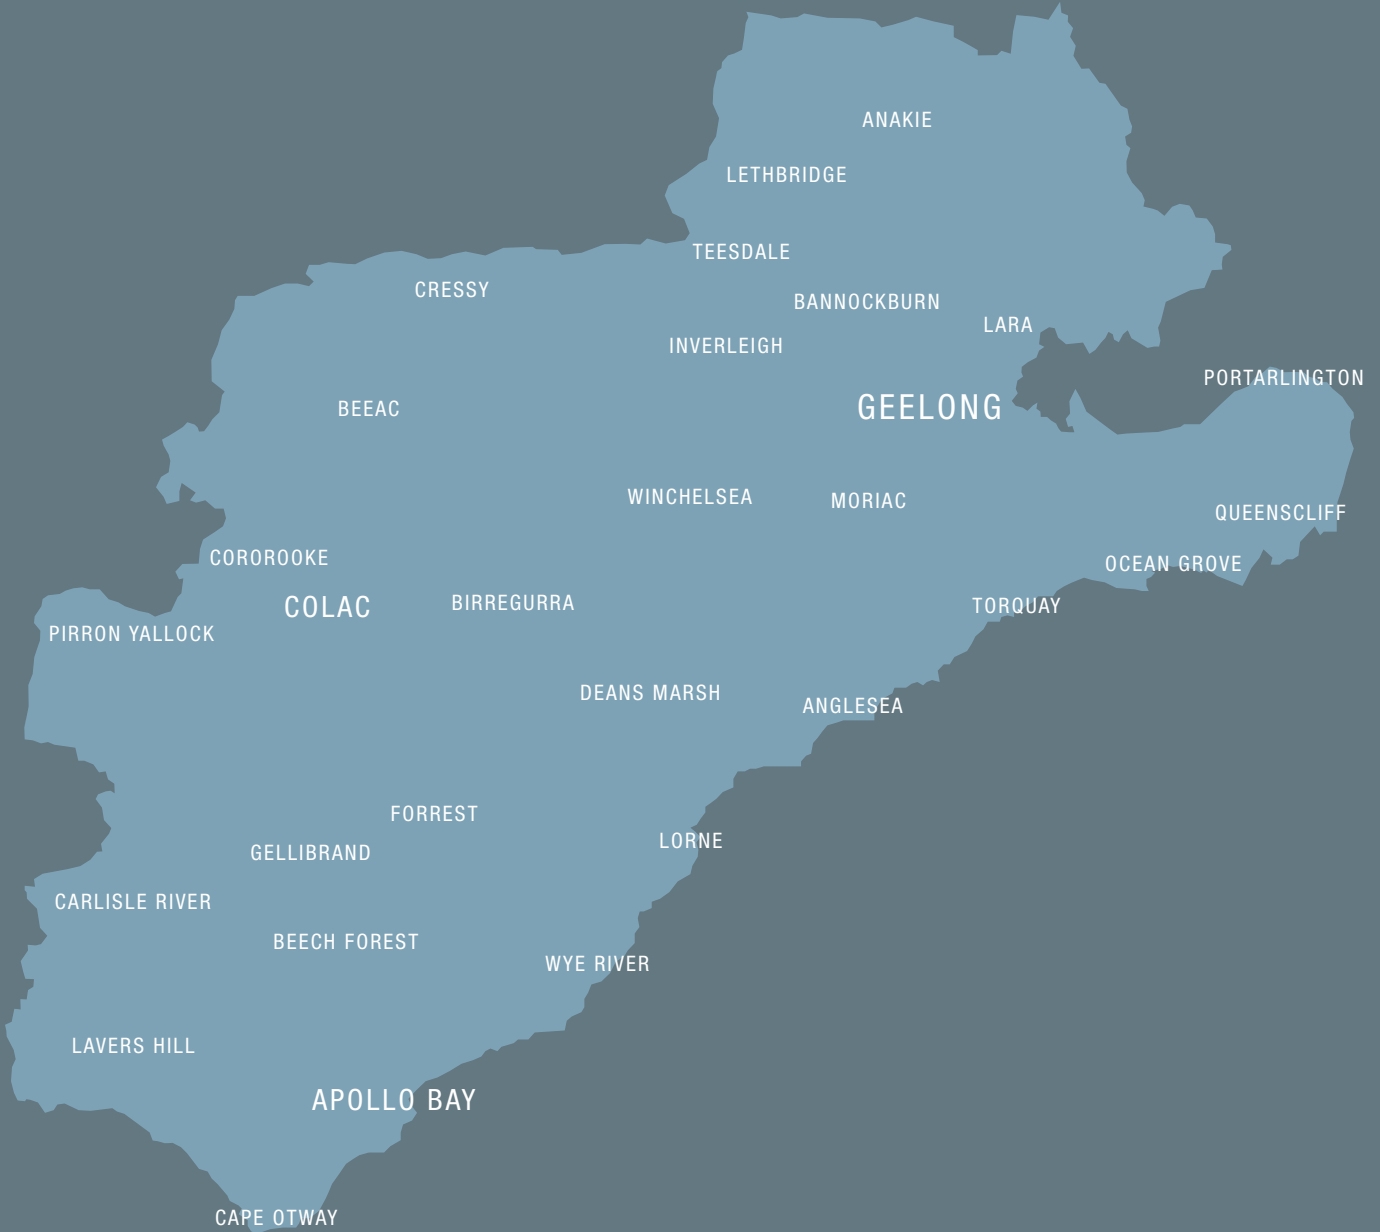 ANAKIE
LETHBRIDGE
TEESDALE
CRESSY
BANNOCKBURN
LARA
INVERLEIGH
PORTARLINGTON
BEEAC
GEELONG
WINCHELSEA
MORIAC
QUEENSCLIFF
COROROOKE
OCEAN GROVE
COLAC
BIRREGURRA
TORQUAY
PIRRON YALLOCK
DEANS MARSH
ANGLESEA
FORREST
LORNE
GELLIBRAND
CARLISLE RIVER
BEECH FOREST
WYE RIVER
LAVERS HILL
APOLLO BAY
CAPE OTWAY